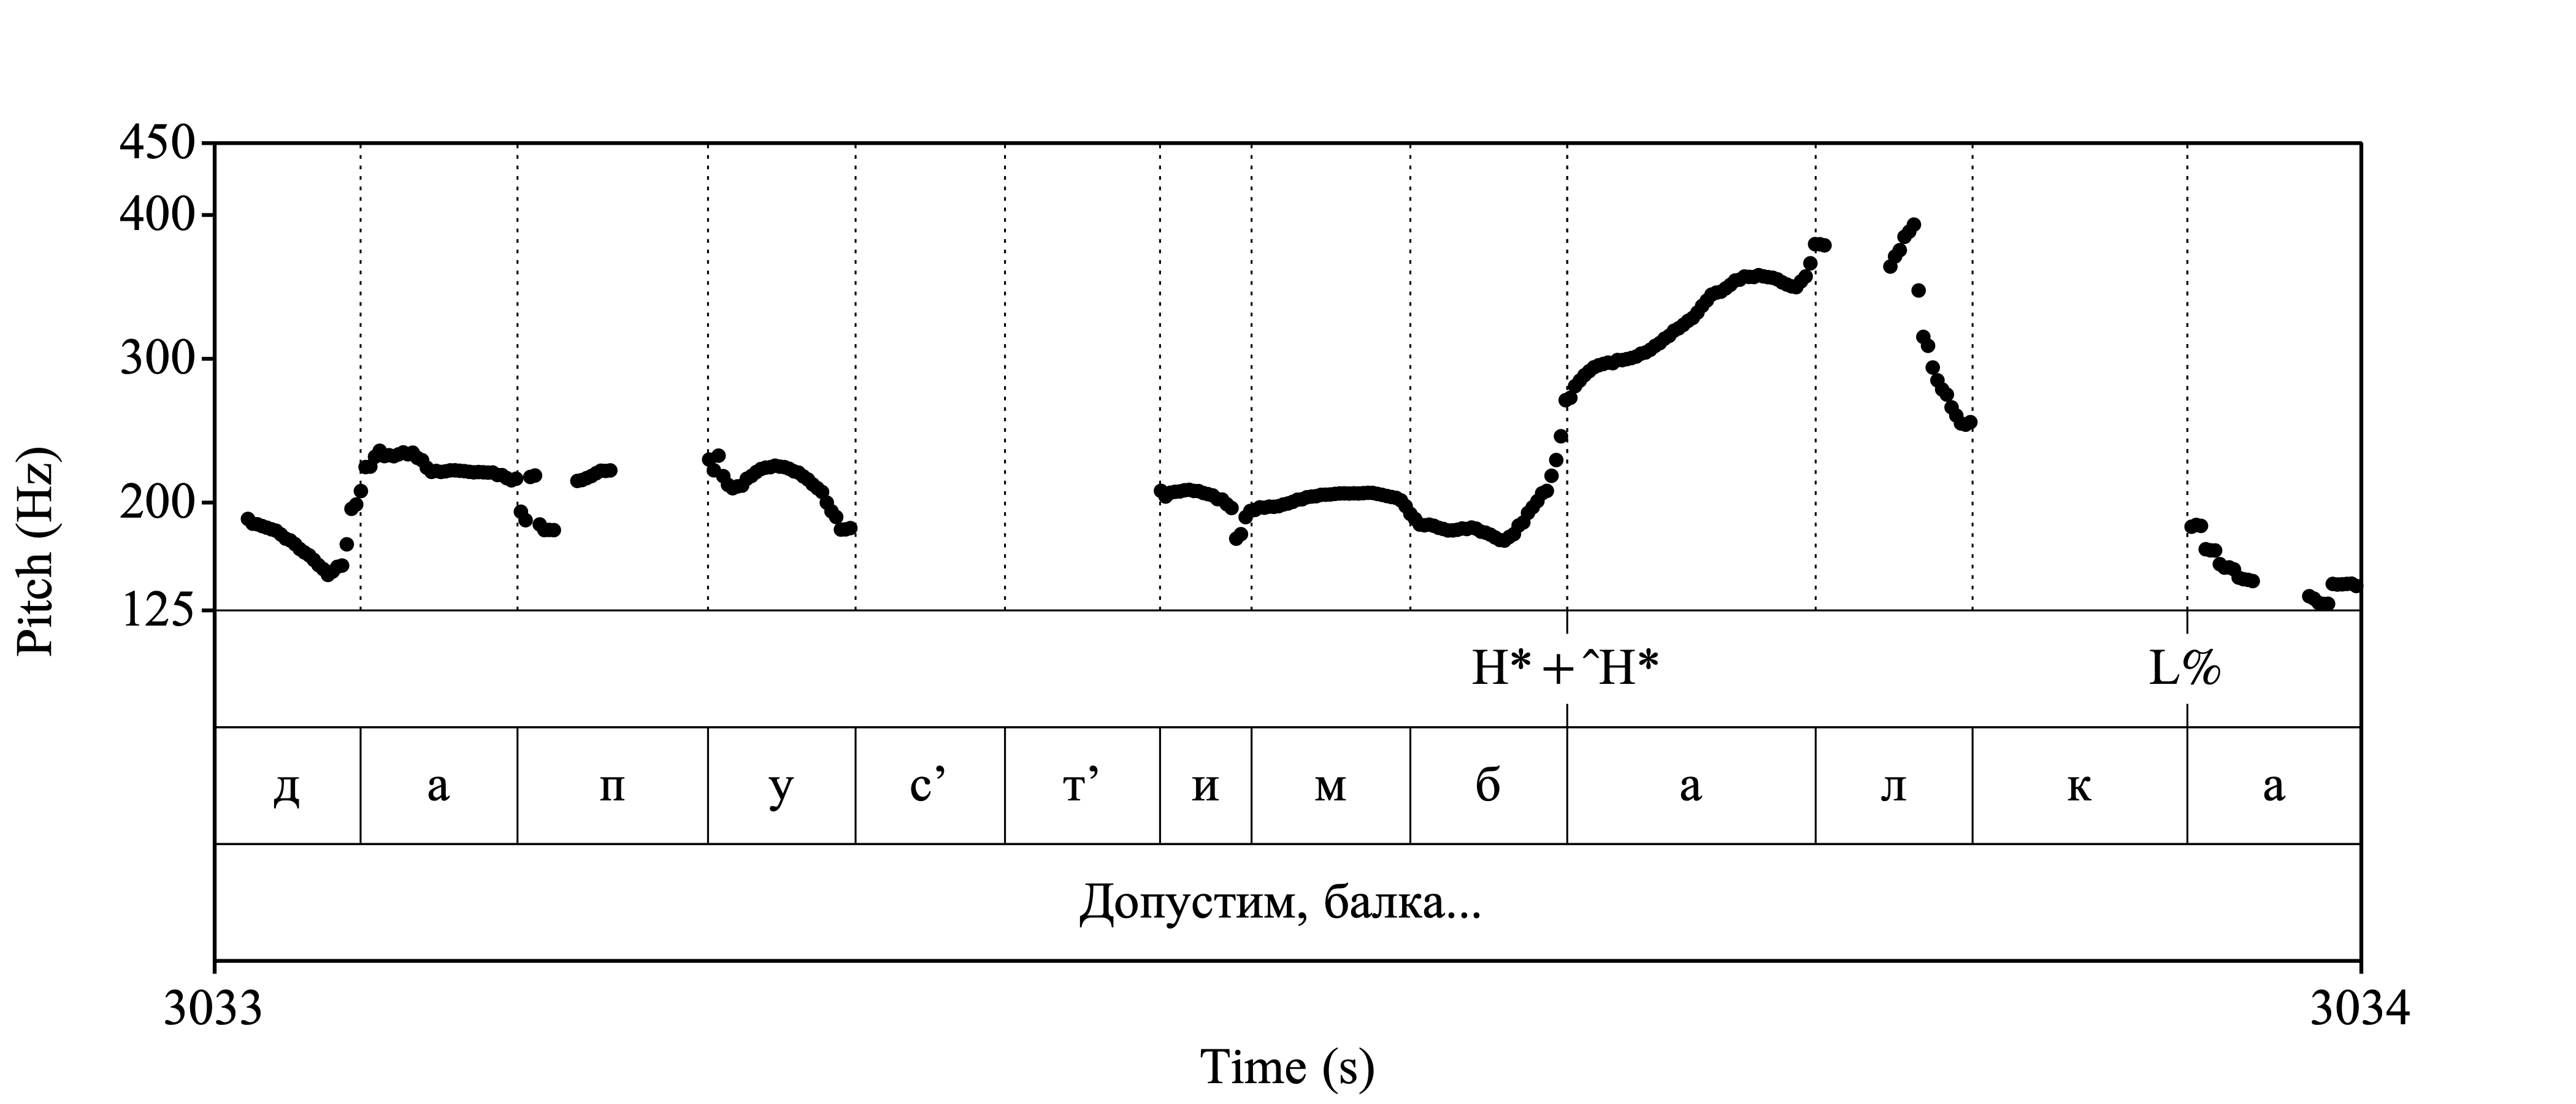 450
400
300
200
125
Pitch (Hz)
H* + ˆH* L%
д а п у с’ т’ и м б а л к а
Допустим, балка...
3033 3034
Time (s)